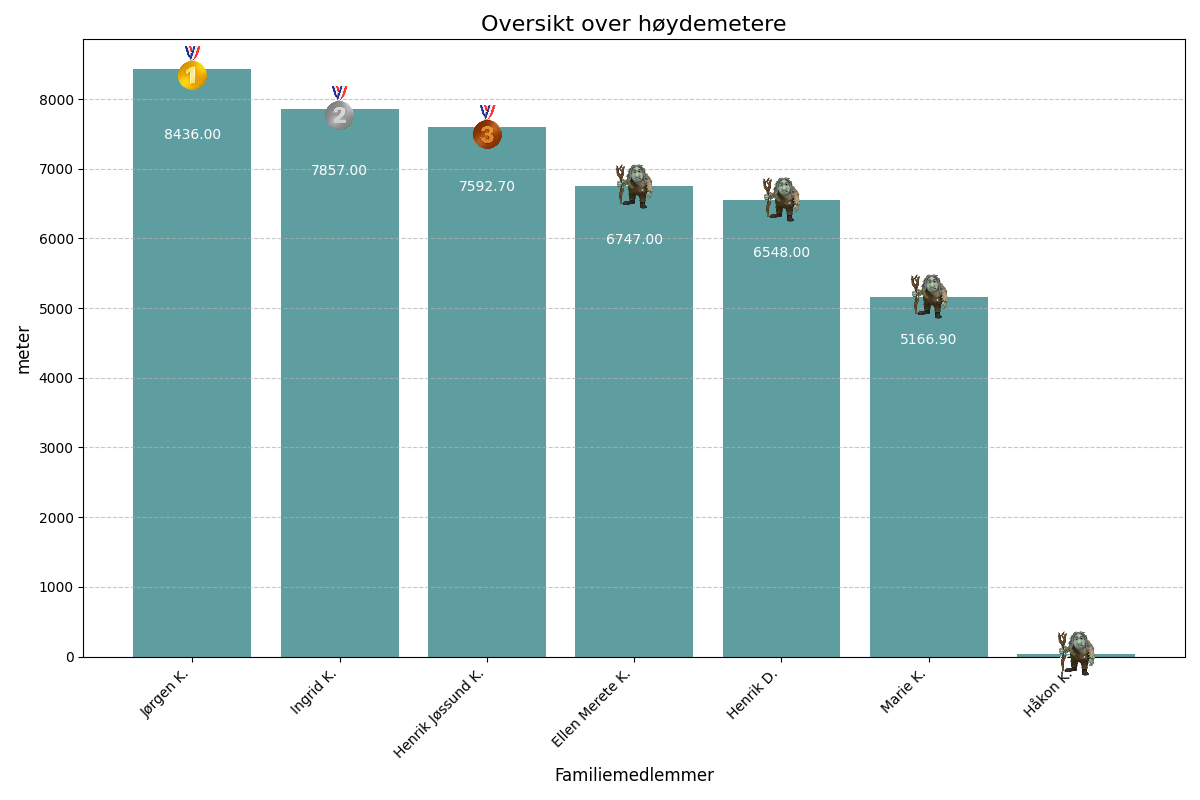 Oversikt over høydemetere
meter
8000
7000
6000
5000
4000
3000
2000
1000
0
1
2
3
8436.00
7857.00
7592.70
6747.00
6548.00
5166.90
Jørgen K.
Ingrid K.
Henrik Jøssund K.
Ellen Merete K.
Henrik D.
Marie K.
Håkon K.
Familiemedlemmer